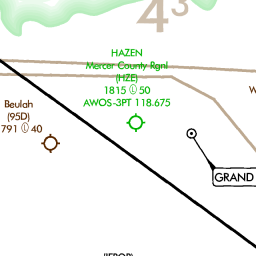 4³
HAZEN
Mercer County Rgnl
(HZE)
1815 Ⓛ 50
AWOS-3PT 118.675
Beulah
(95D)
791 Ⓛ 40
GRAND